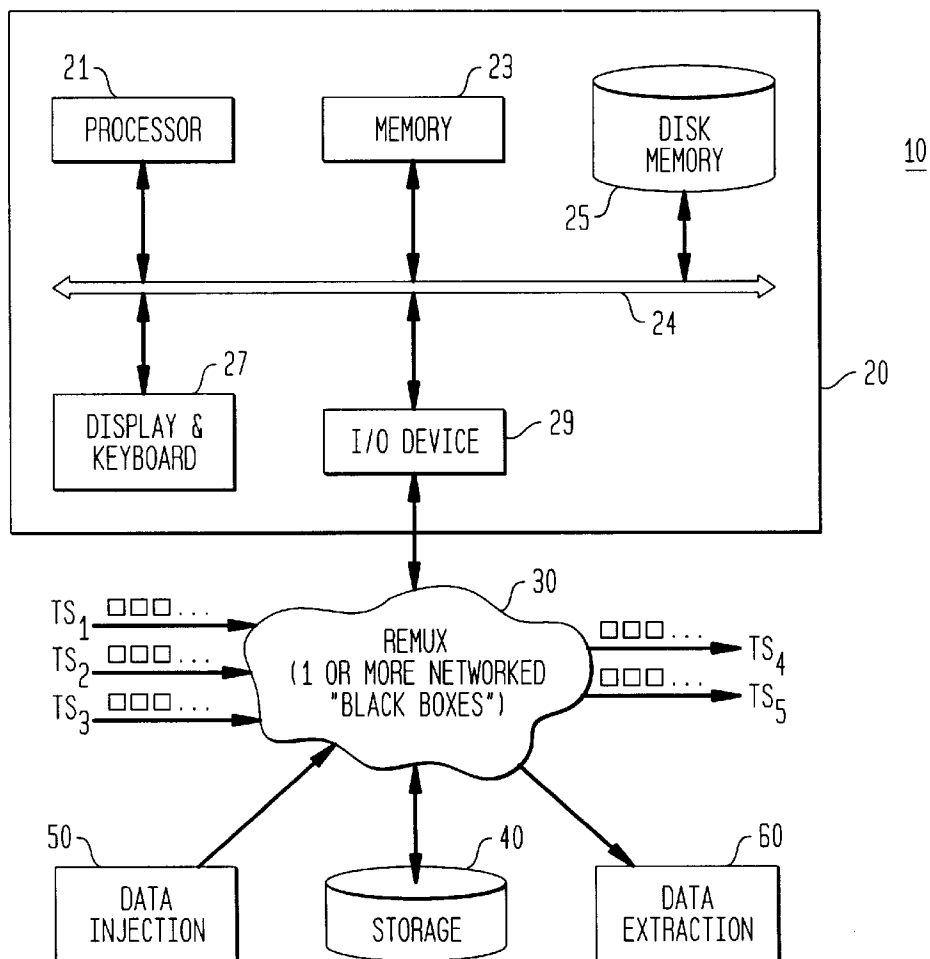 21
PROCESSOR
23
MEMORY
DISK
MEMORY
25
10
24
27
DISPLAY &
KEYBOARD
29
I/O DEVICE
20
30
REMUX
(1 OR MORE NETWORKED
"BLACK BOXES")
TS1 ...
TS2 ...
TS3 ...
... TS4
... TS5
50
DATA
INJECTION
40
STORAGE
60
DATA
EXTRACTION